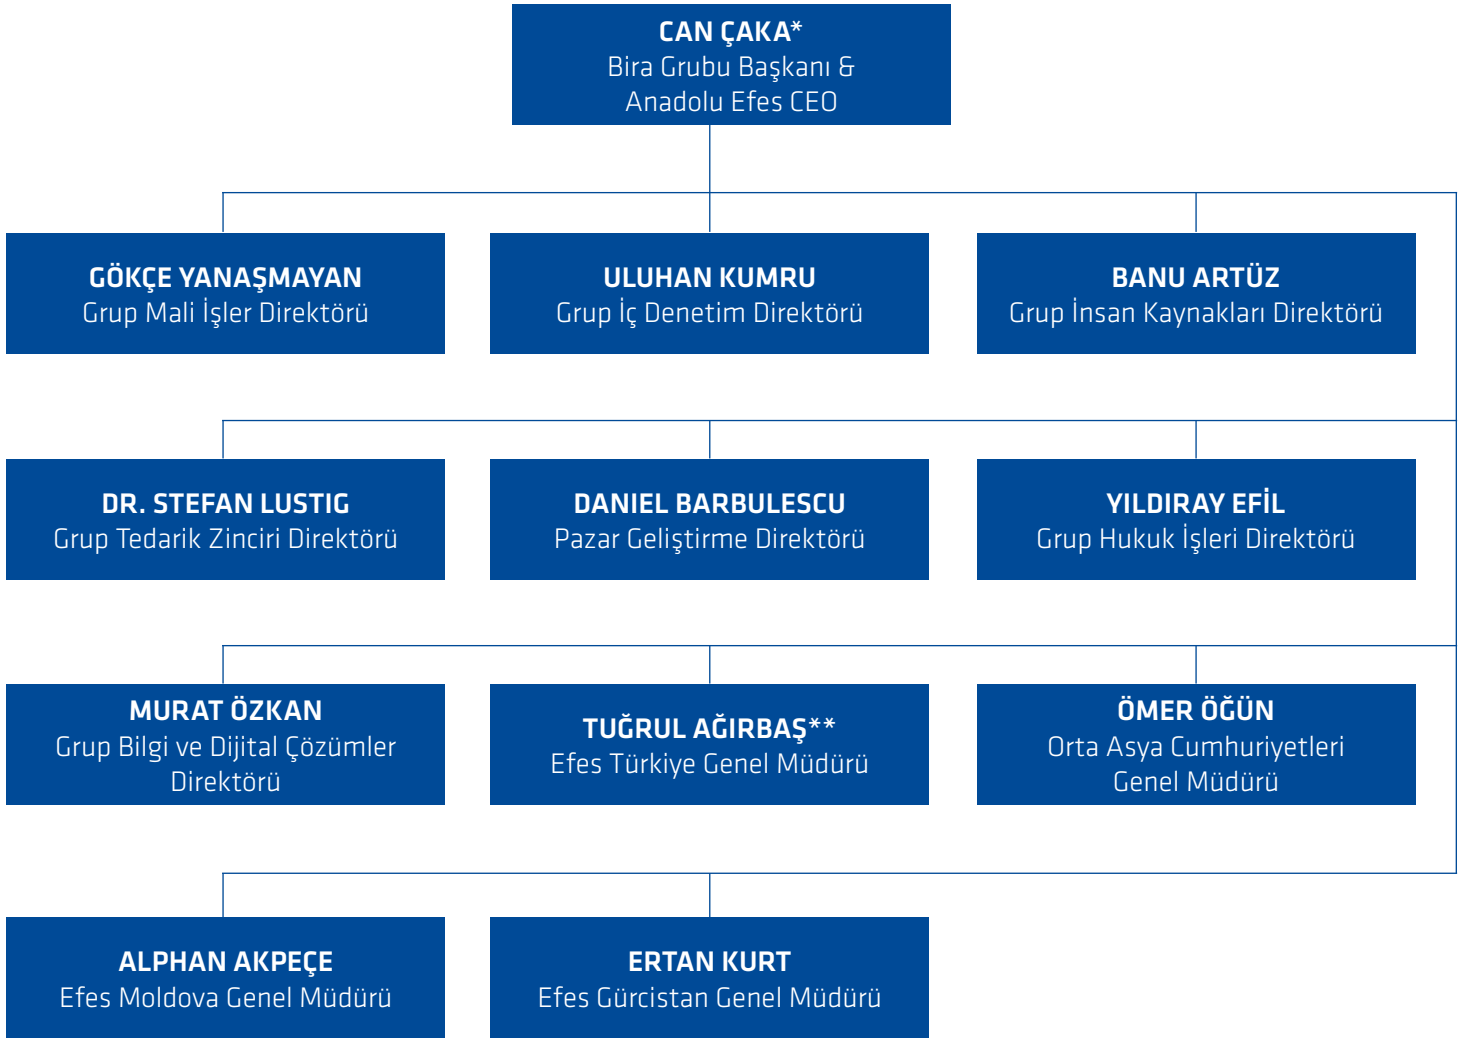 CAN ÇAKA*
Bira Grubu Başkanı &
Anadolu Efes CEO
GÖKÇE YANAŞMAYAN
Grup Mali İşler Direktörü
ULUHAN KUMRU
Grup İç Denetim Direktörü
BANU ARTÜZ
Grup İnsan Kaynakları Direktörü
DR. STEFAN LUSTIG
Grup Tedarik Zinciri Direktörü
DANIEL BARBULESCU
Pazar Geliştirme Direktörü
YILDIRAY EFİL
Grup Hukuk İşleri Direktörü
MURAT ÖZKAN
Grup Bilgi ve Dijital Çözümler
Direktörü
TUĞRUL AĞIRBAŞ**
Efes Türkiye Genel Müdürü
ÖMER ÖĞÜN
Orta Asya Cumhuriyetleri
Genel Müdürü
ALPHAN AKPEÇE
Efes Moldova Genel Müdürü
ERTAN KURT
Efes Gürcistan Genel Müdürü